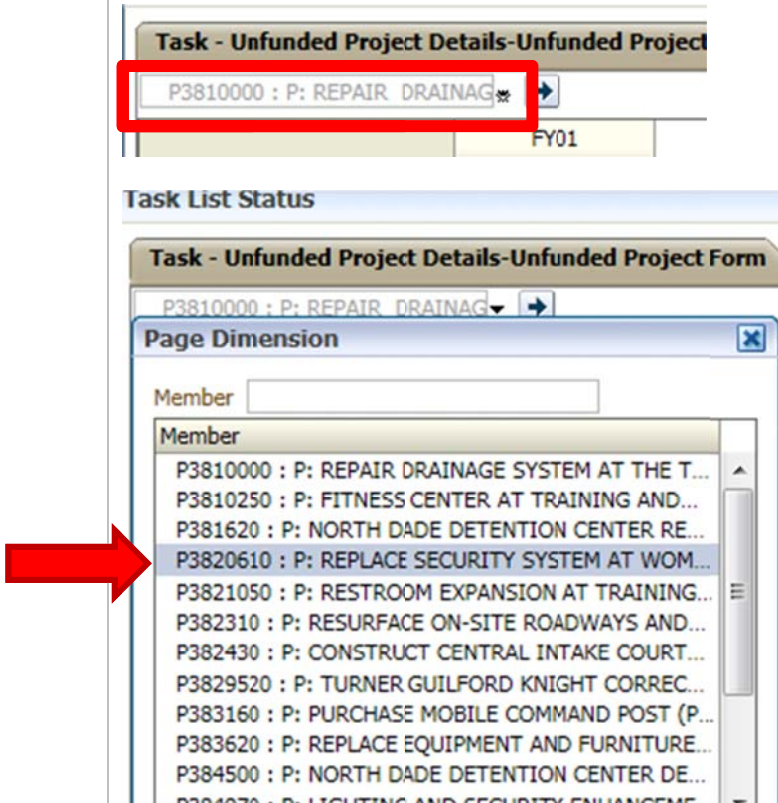 Task - Unfunded Project Details-Unfunded Project
P3810000 : P: REPAIR DRAINAG
FY01
Task List Status
Task - Unfunded Project Details-Unfunded Project Form
P3810000 : P: REPAIR DRAINAG
Page Dimension
Member
Member
P3810000 : P: REPAIR DRAINAGE SYSTEM AT THE T...
P3810250 : P: FITNESS CENTER AT TRAINING AND...
P381620 : P: NORTH DADE DETENTION CENTER RE...
P3820610 : P: REPLACE SECURITY SYSTEM AT WOM...
P3821050 : P: RESTROOM EXPANSION AT TRAINING...
P382310 : P: RESURFACE ON-SITE ROADWAYS AND...
P382430 : P: CONSTRUCT CENTRAL INTAKE COURT...
P3829520 : P: TURNER GUILFORD KNIGHT CORREC...
P383160 : P: PURCHASE MOBILE COMMAND POST (P...
P383620 : P: REPLACE EQUIPMENT AND FURNITURE...
P384500 : P: NORTH DADE DETENTION CENTER DE...
: P: LIGHTING AND SECURITY ENHANCEME...